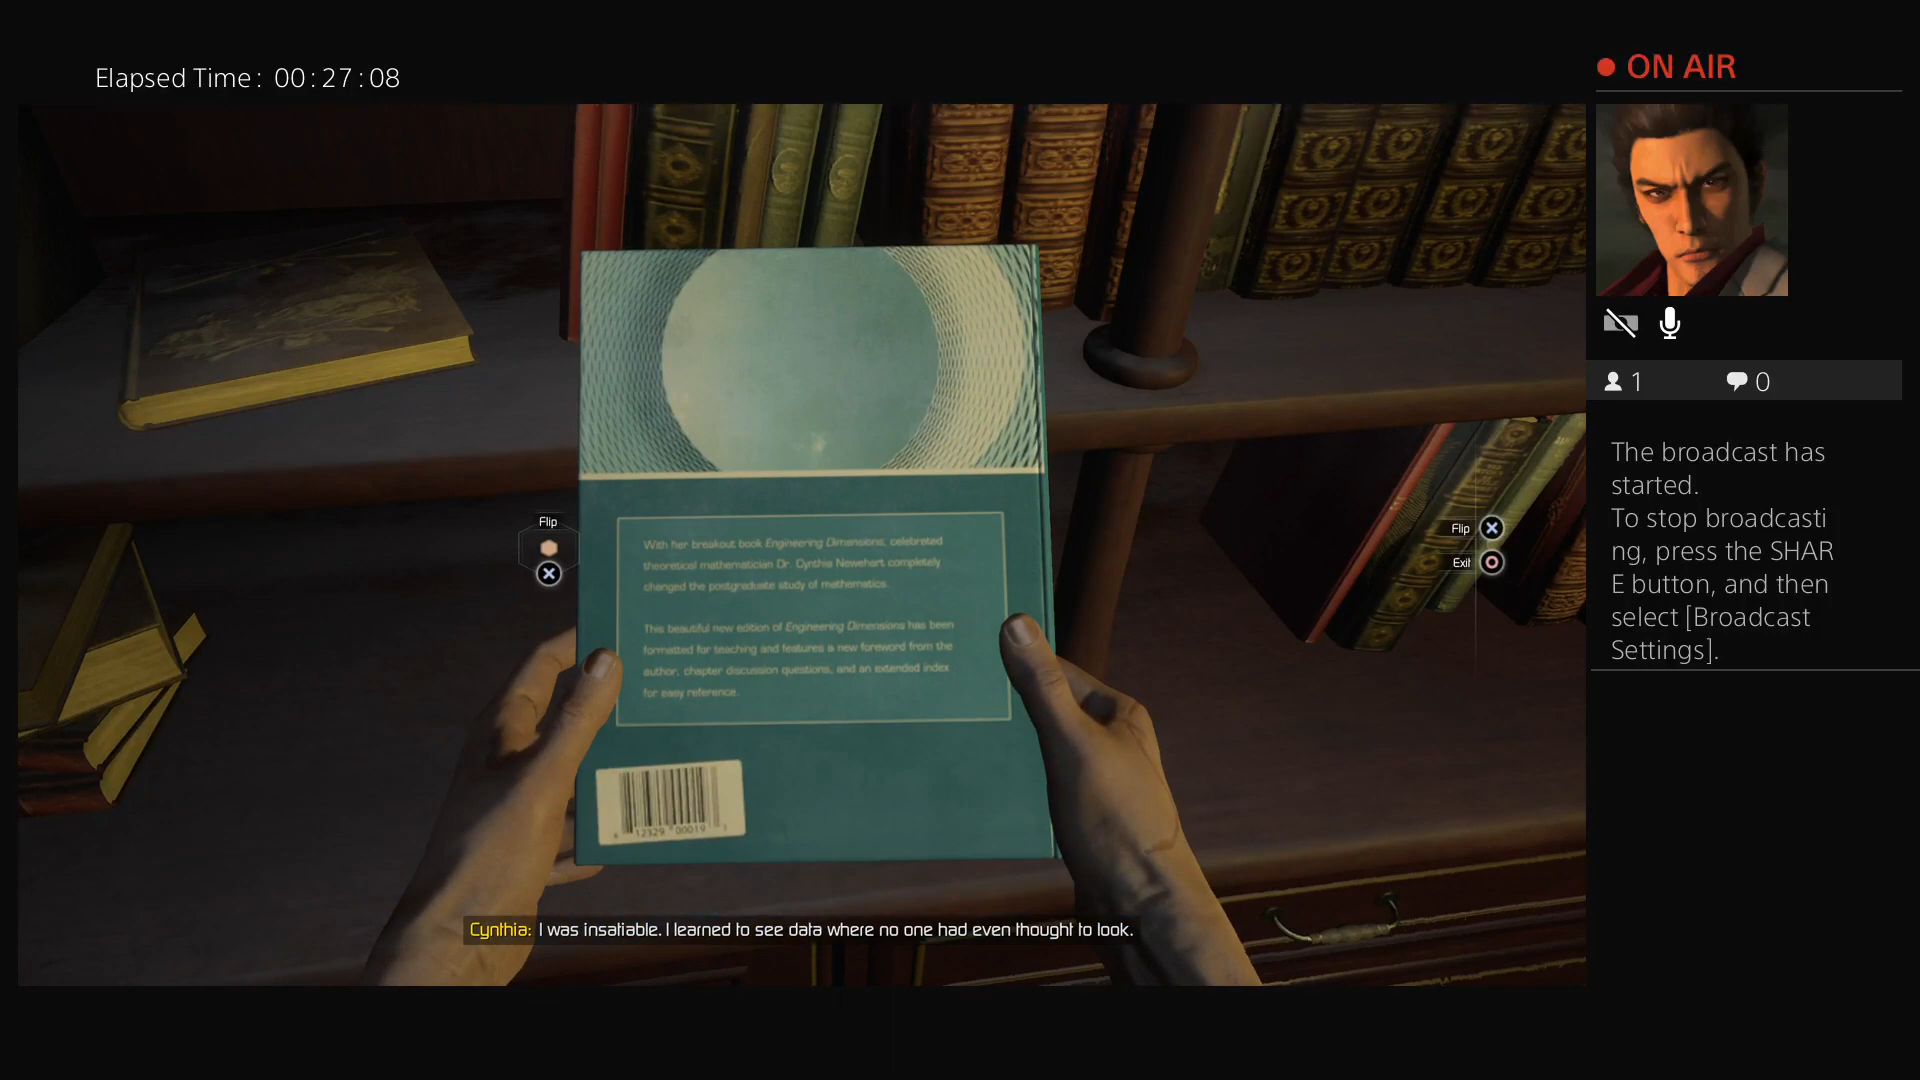 Elapsed Time: 00:27:08
ON AIR
1
0
The broadcast has
started.
To stop broadcasti
ng, press the SHAR
E button, and then
select [Broadcast
Settings].
Flip
Flip
Exit
With her breakout book Engineering Dimensions, celebrated
theoretical mathematician Dr. Cynthia Newehart completely
changed the postgraduate study of mathematics.
This beautiful new edition of Engineering Dimensions has been
formatted for teaching and features a new foreword from the
author, chapter discussion questions, and an extended index
for easy reference.
6 12329 00019 1
Cynthia: I was insatiable. I learned to see data where no one had even thought to look.